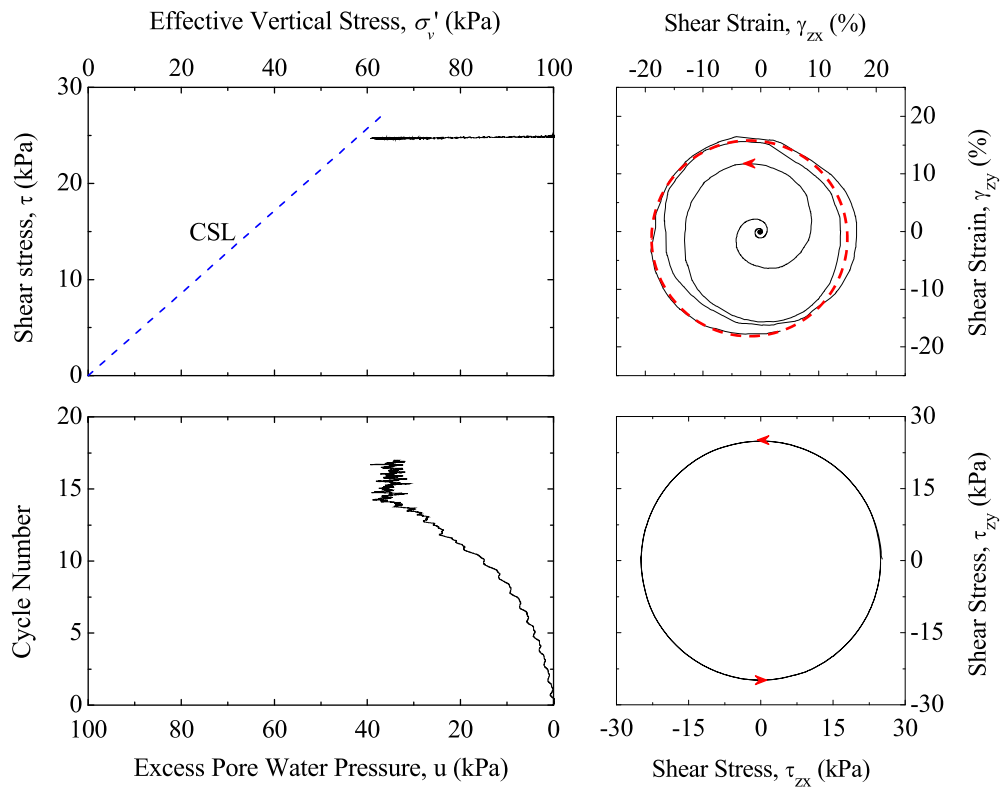 Effective Vertical Stress, σv' (kPa)
0 20 40 60 80 100
30
20
10
0
Shear stress, τ (kPa)
CSL
Shear Strain, γzx (%)
-20 -10 0 10 20
20
10
0
-10
-20
Shear Strain, γzy (%)
20
15
10
5
0
Cycle Number
100 80 60 40 20 0
Excess Pore Water Pressure, u (kPa)
30
15
0
-15
-30
Shear Stress, τzy (kPa)
-30 -15 0 15 30
Shear Stress, τzx (kPa)